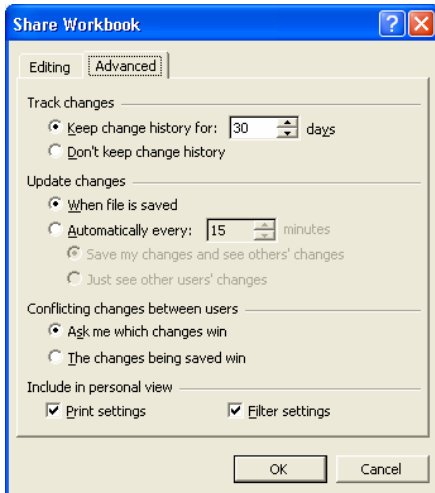 Share Workbook
Editing Advanced
Track changes
Keep change history for: 30 days
Don't keep change history
Update changes
When file is saved
Automatically every: 15 minutes
Save my changes and see others' changes
Just see other users' changes
Conflicting changes between users
Ask me which changes win
The changes being saved win
Include in personal view
Print settings Filter settings
OK Cancel